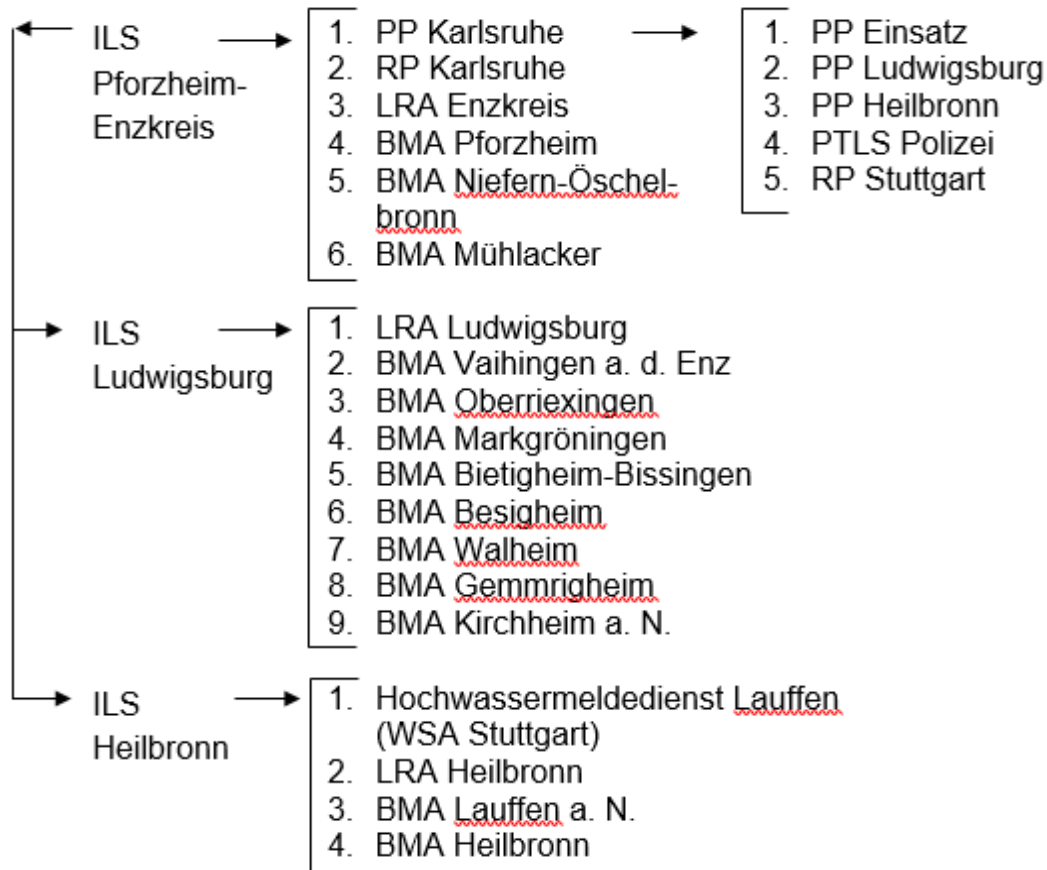 ILS
Pforzheim-
Enzkreis
1. PP Karlsruhe
2. RP Karlsruhe
3. LRA Enzkreis
4. BMA Pforzheim
5. BMA Niefern-Öschel-
bronn
6. BMA Mühlacker
1. PP Einsatz
2. PP Ludwigsburg
3. PP Heilbronn
4. PTLS Polizei
5. RP Stuttgart
ILS
Ludwigsburg
1. LRA Ludwigsburg
2. BMA Vaihingen a. d. Enz
3. BMA Oberriexingen
4. BMA Markgröningen
5. BMA Bietigheim-Bissingen
6. BMA Besigheim
7. BMA Walheim
8. BMA Gemmrigheim
9. BMA Kirchheim a. N.
ILS
Heilbronn
1. Hochwassermeldedienst Lauffen
(WSA Stuttgart)
2. LRA Heilbronn
3. BMA Lauffen a. N.
4. BMA Heilbronn